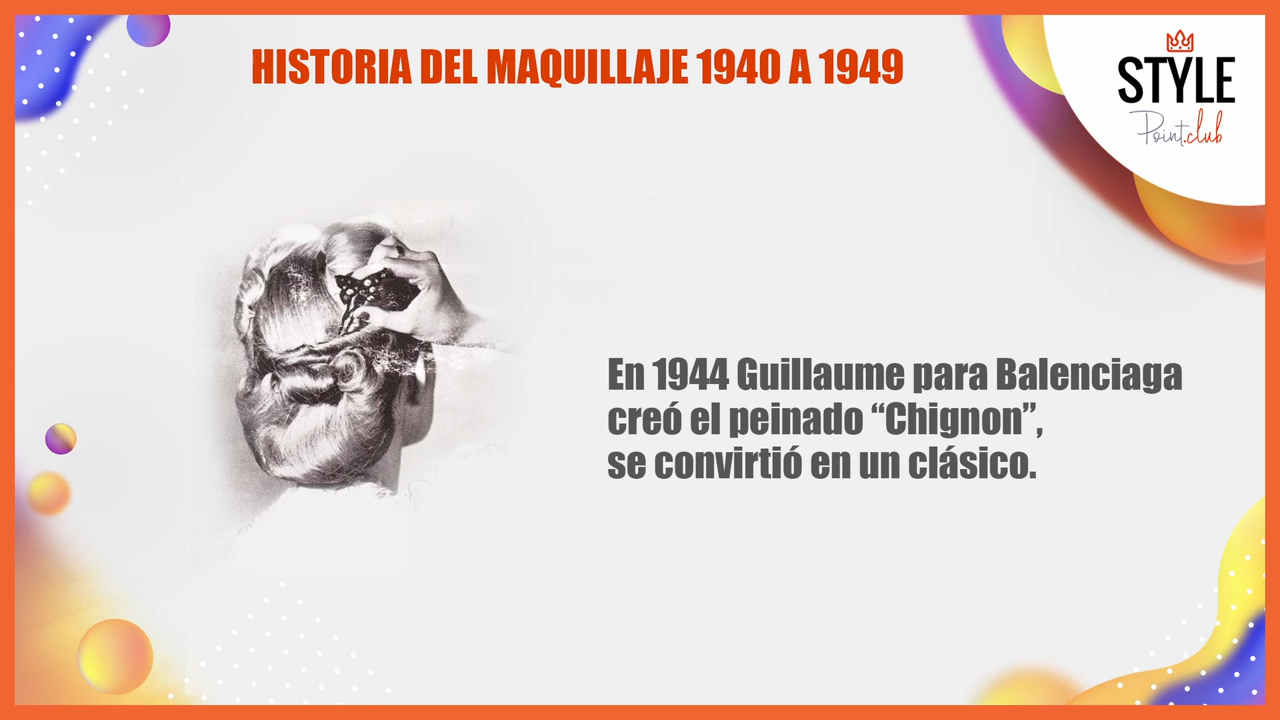 HISTORIA DEL MAQUILLAJE 1940 A 1949
STYLE
Point.club
En 1944 Guillaume para Balenciaga
creó el peinado “Chignon”,
se convirtió en un clásico.